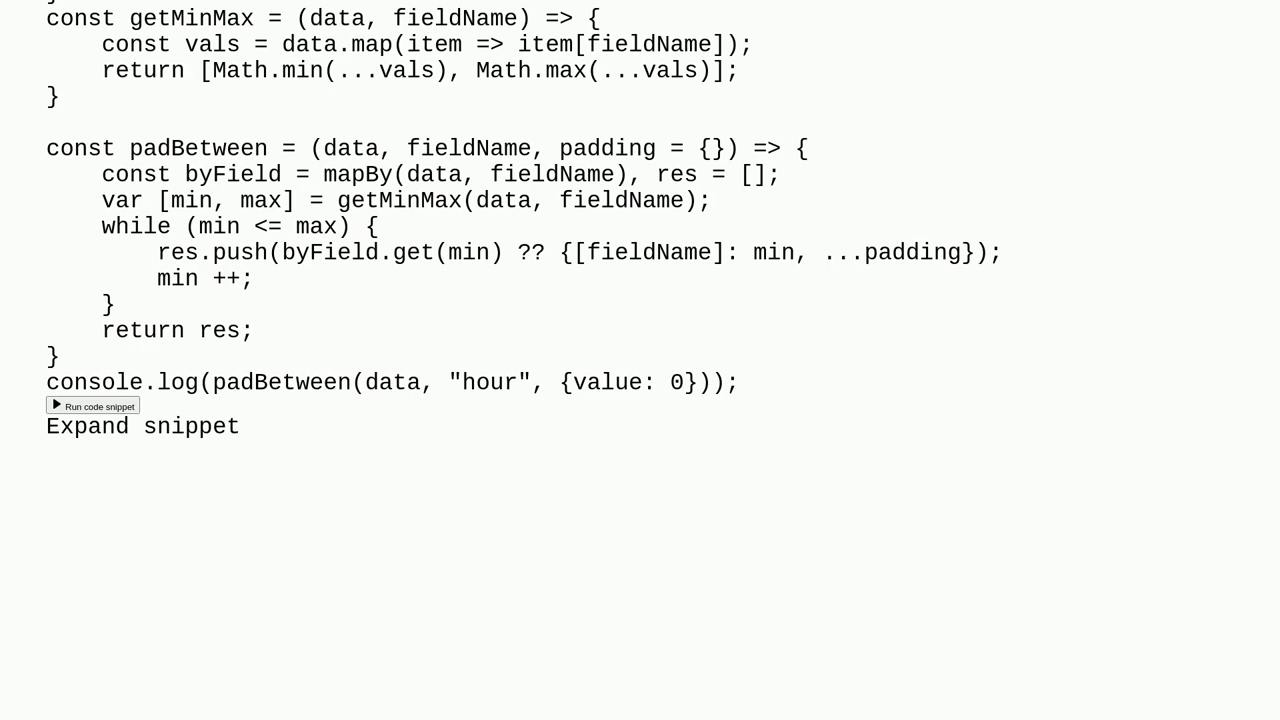 }
const getMinMax = (data, fieldName) => {
    const vals = data.map(item => item[fieldName]);
    return [Math.min(...vals), Math.max(...vals)];
}

const padBetween = (data, fieldName, padding = {}) => {
    const byField = mapBy(data, fieldName), res = [];
    var [min, max] = getMinMax(data, fieldName);
    while (min <= max) {
        res.push(byField.get(min) ?? {[fieldName]: min, ...padding});
        min ++;
    }
    return res;
}
console.log(padBetween(data, "hour", {value: 0}));
Run code snippet
Expand snippet